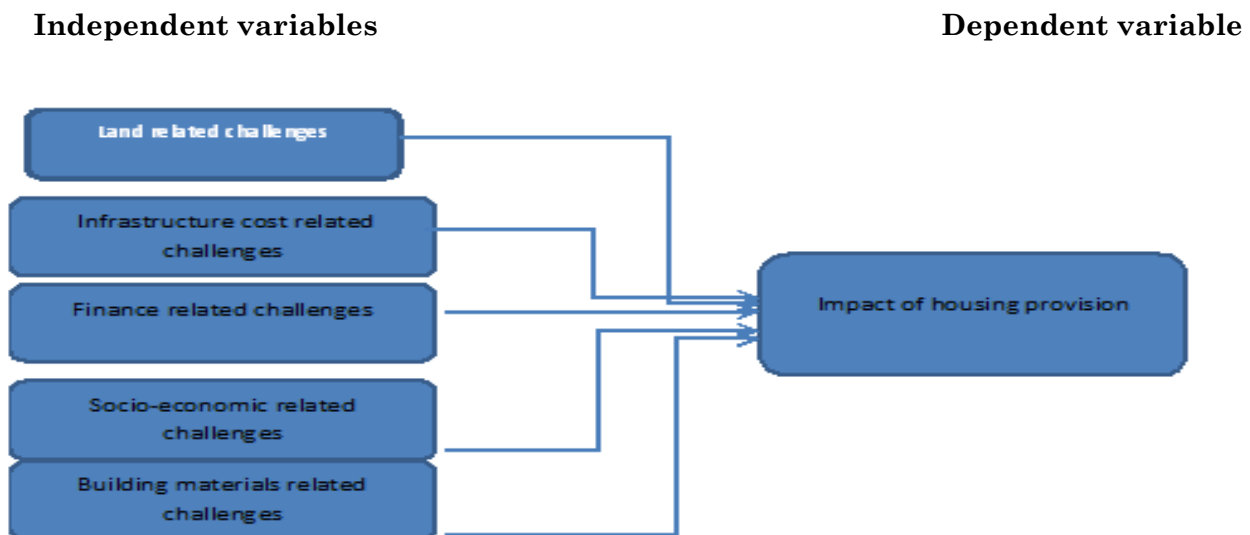 Independent variables
Dependent variable
Land related challenges
Infrastructure cost related
challenges
Finance related challenges
Socio-economic related
challenges
Building materials related
challenges
Impact of housing provision